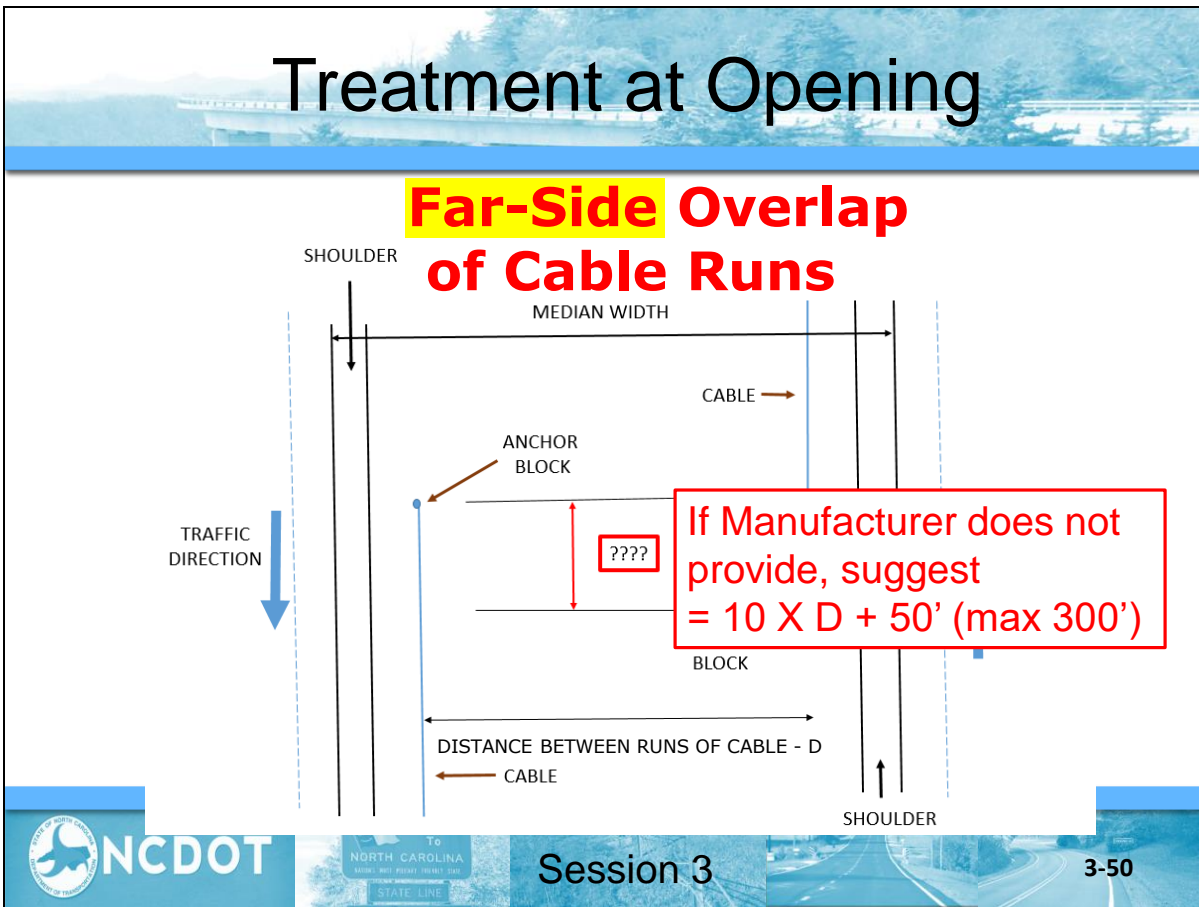 Treatment at Opening
Far-Side Overlap
of Cable Runs
SHOULDER
MEDIAN WIDTH
CABLE
ANCHOR
BLOCK
TRAFFIC
DIRECTION
????
If Manufacturer does not
provide, suggest
= 10 X D + 50’ (max 300’)
BLOCK
DISTANCE BETWEEN RUNS OF CABLE - D
CABLE
SHOULDER
NCDOT
To
NORTH CAROLINA
STATE LINE
Session 3
3-50